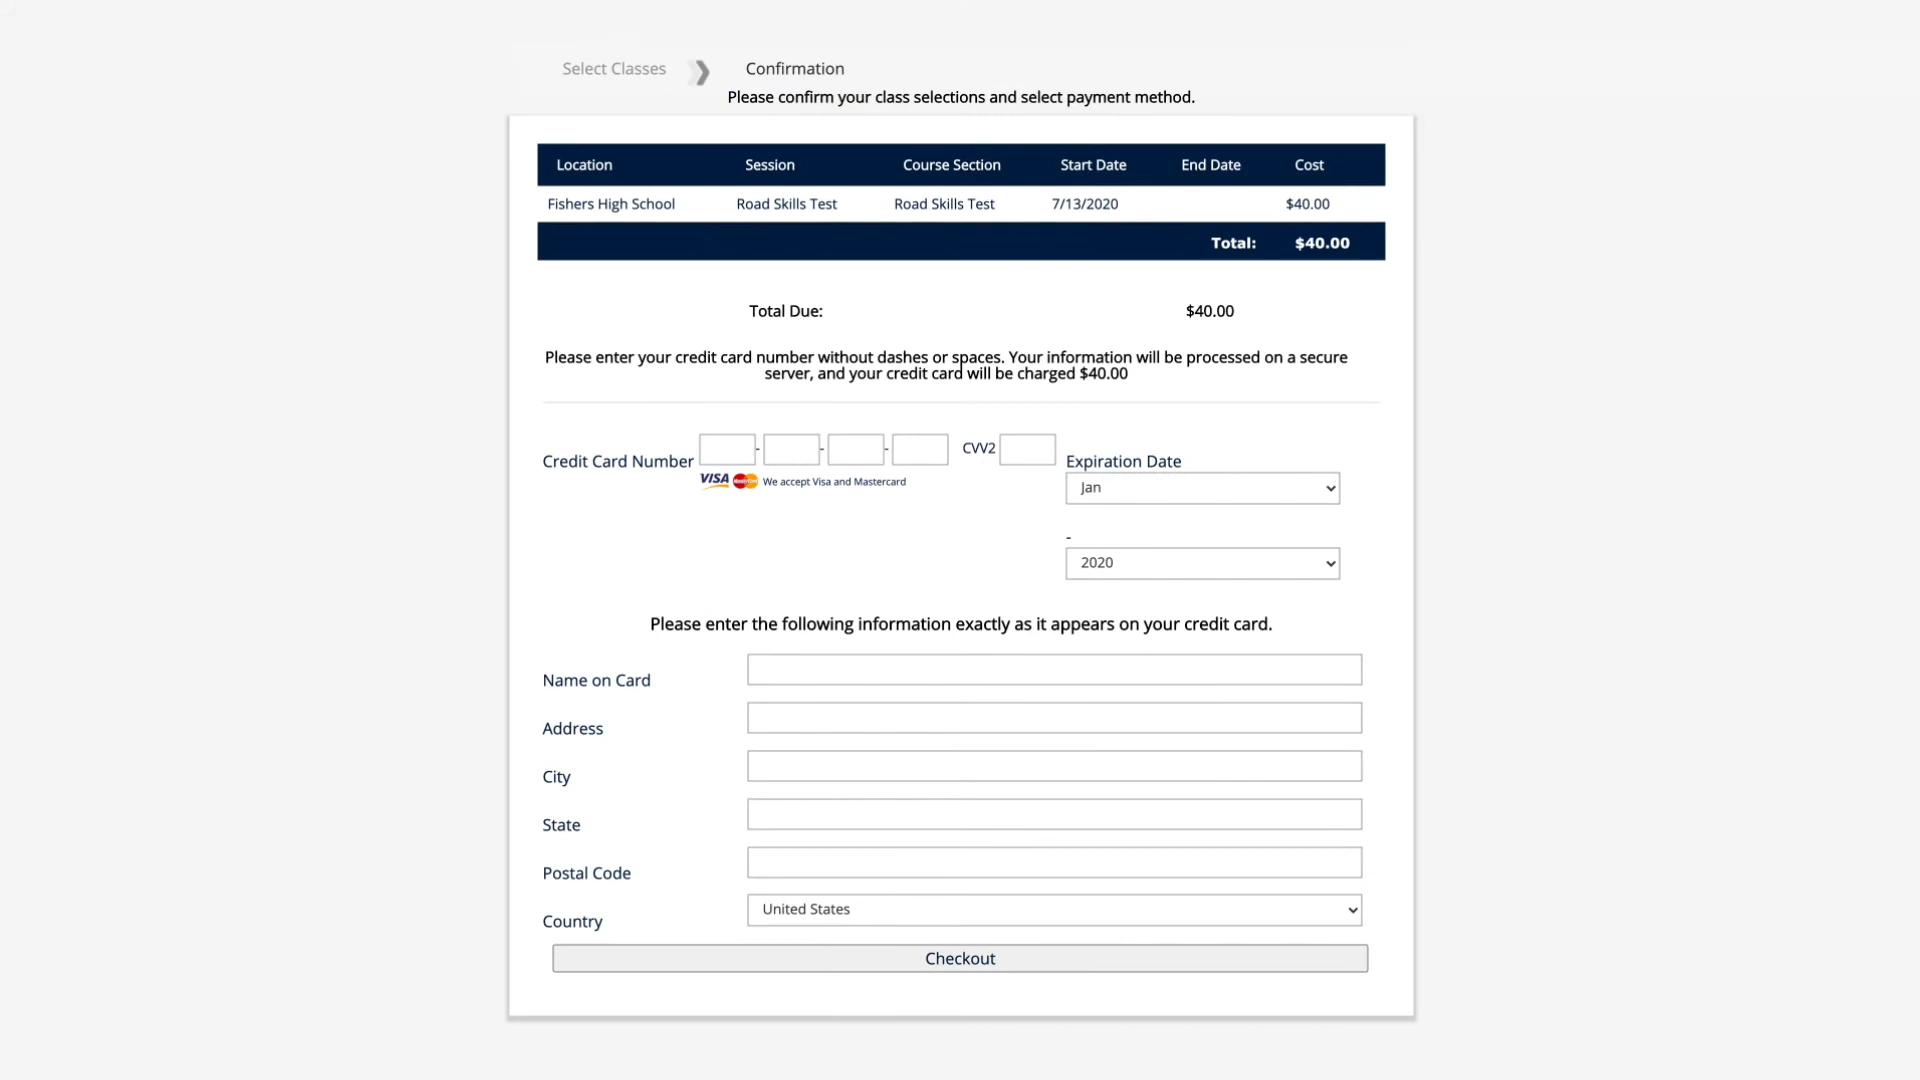 Select Classes
Confirmation
Please confirm your class selections and select payment method.
Location Session Course Section Start Date End Date Cost
Fishers High School Road Skills Test Road Skills Test 7/13/2020 $40.00
Total: $40.00
Total Due: $40.00
Please enter your credit card number without dashes or spaces. Your information will be processed on a secure
server, and your credit card will be charged $40.00
Credit Card Number - - - CVV2 Expiration Date
VISA MasterCard We accept Visa and Mastercard
Jan
-
2020
Please enter the following information exactly as it appears on your credit card.
Name on Card
Address
City
State
Postal Code
Country United States
Checkout